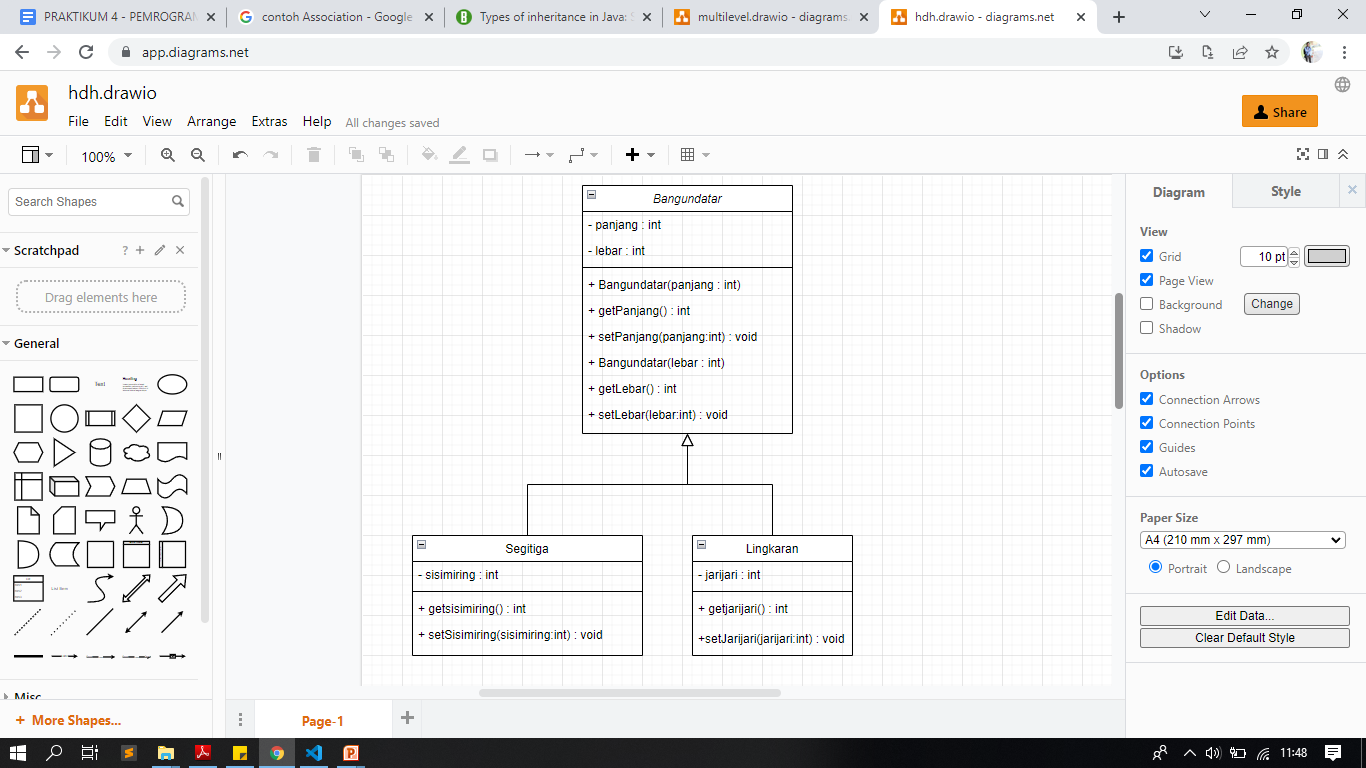 PRAKTIKUM 4 - PEMROGRAM
contoh Association - Google
Types of inheritance in Java: S
multilevel.drawio - diagrams.
hdh.drawio - diagrams.net
app.diagrams.net
hdh.drawio
File Edit View Arrange Extras Help All changes saved
Share
100%
Search Shapes
Scratchpad
?
Drag elements here
General
Text
Heading
List Item
Misc
+ More Shapes...
Bangundatar
- panjang : int
- lebar : int
+ Bangundatar(panjang : int)
+ getPanjang() : int
+ setPanjang(panjang:int) : void
+ Bangundatar(lebar : int)
+ getLebar() : int
+ setLebar(lebar:int) : void
Segitiga
- sisimiring : int
+ getsisimiring() : int
+ setSisimiring(sisimiring:int) : void
Lingkaran
- jarijari : int
+ getjarijari() : int
+setJarijari(jarijari:int) : void
Page-1
Diagram
Style
View
Grid
10 pt
Page View
Background
Change
Shadow
Options
Connection Arrows
Connection Points
Guides
Autosave
Paper Size
A4 (210 mm x 297 mm)
Portrait
Landscape
Edit Data...
Clear Default Style
11:48